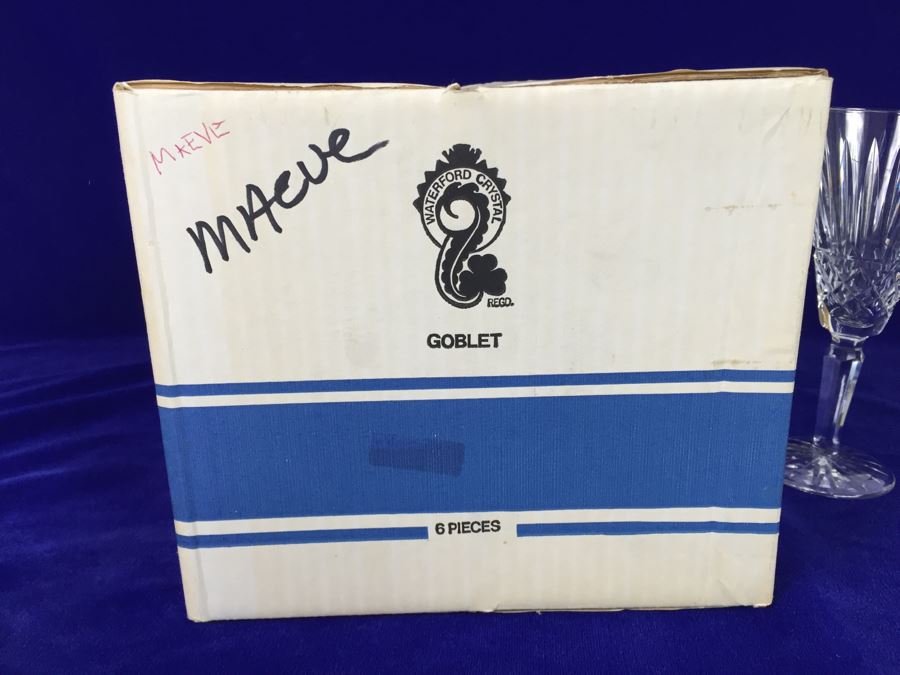 MAEVE
MAeve
WATERFORD CRYSTAL
REGD.
GOBLET
6 PIECES